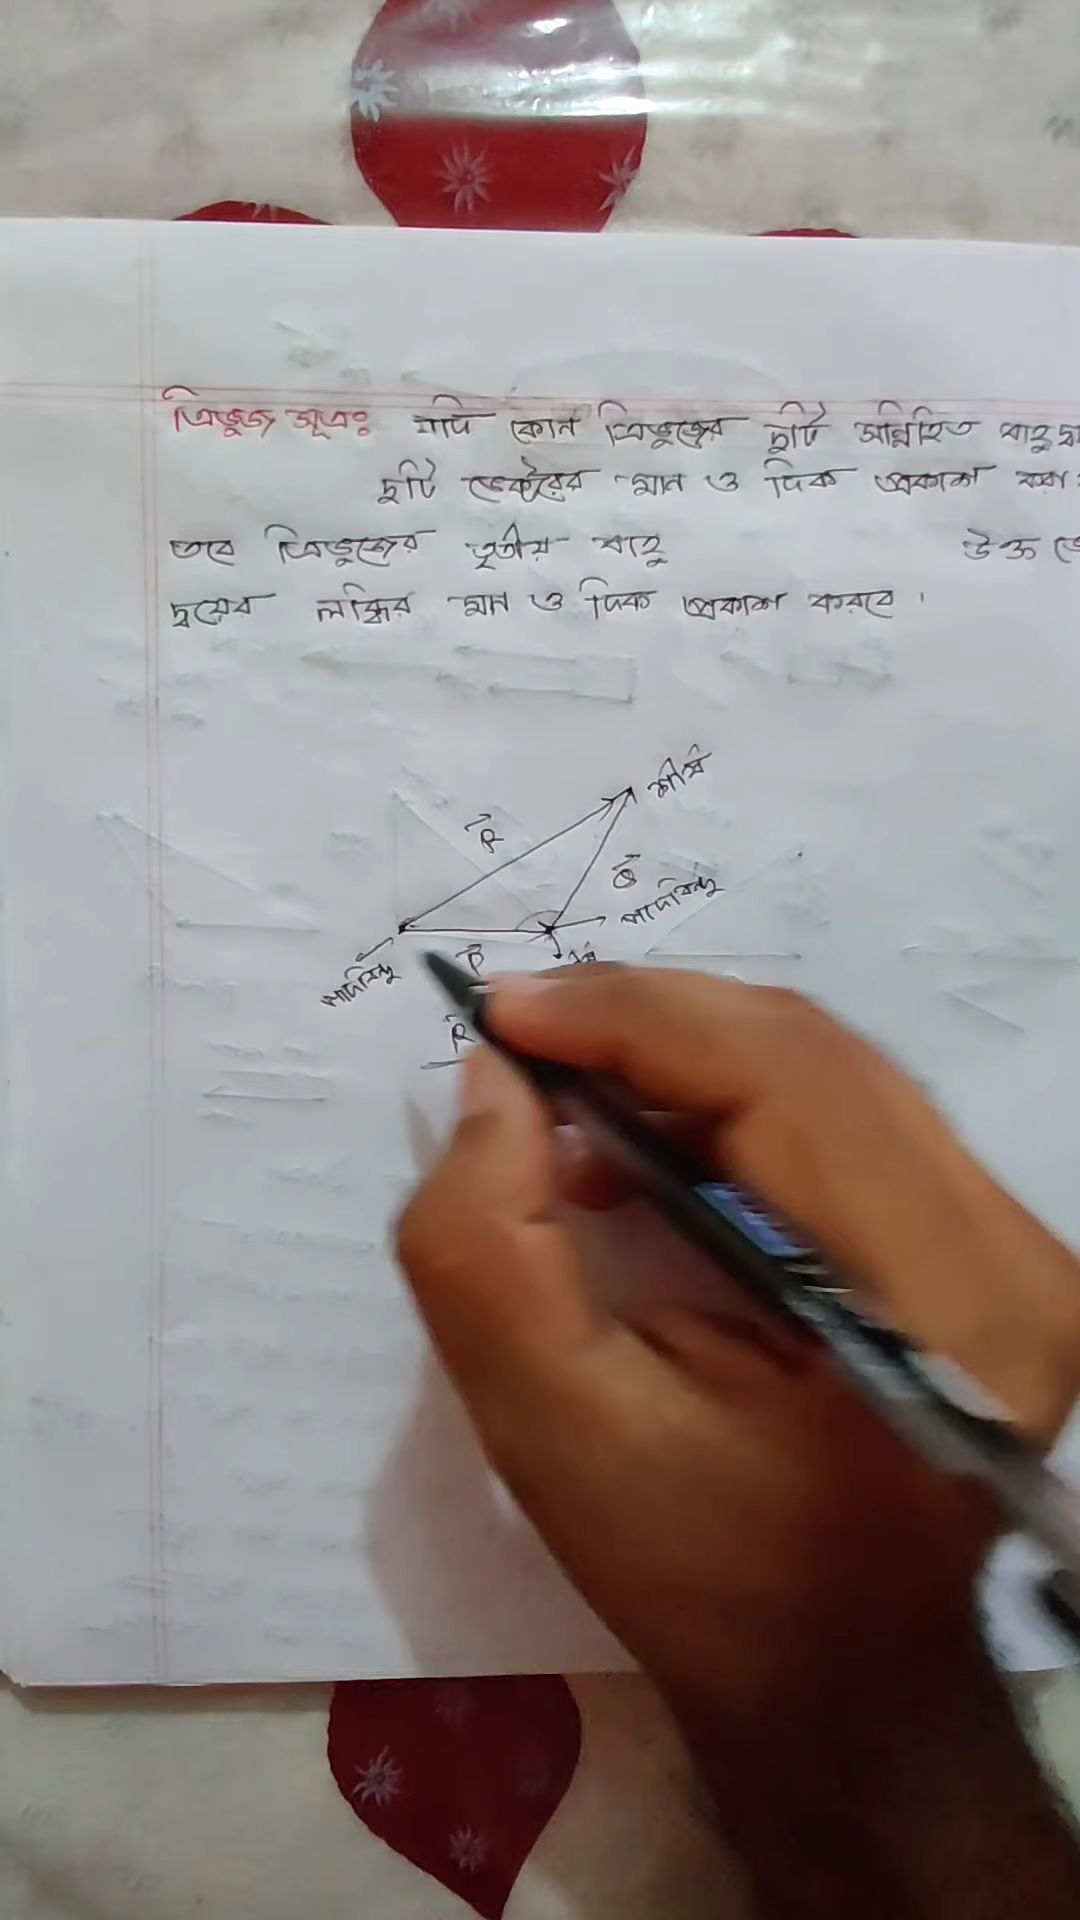 ত্রিভুজ সূত্রঃ যদি কোন ত্রিভুজের দুটি সন্নিহিত বাহু
দুটি ভেক্টরের মান ও দিক প্রকাশ করা
তবে ত্রিভুজের তৃতীয় বাহু উক্ত
দ্বয়ের লব্ধির মান ও দিক প্রকাশ করবে ।
শীর্ষ
R
Q
পাদবিন্দু
P
পাদবিন্দু
R